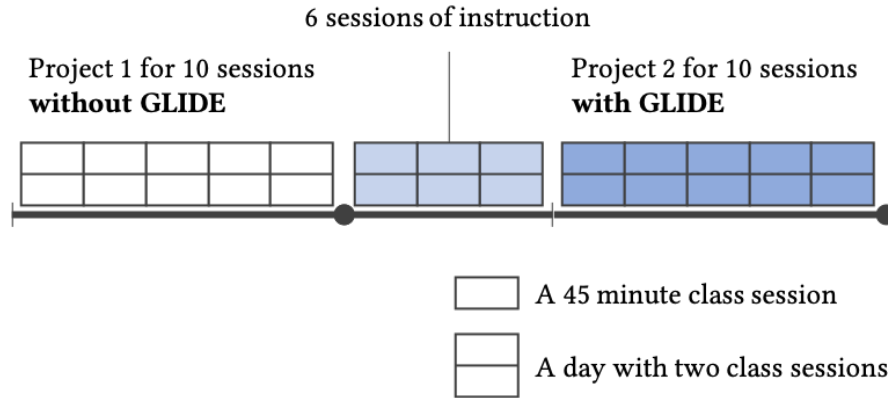 6 sessions of instruction
Project 1 for 10 sessions
without GLIDE
Project 2 for 10 sessions
with GLIDE
A 45 minute class session
A day with two class sessions